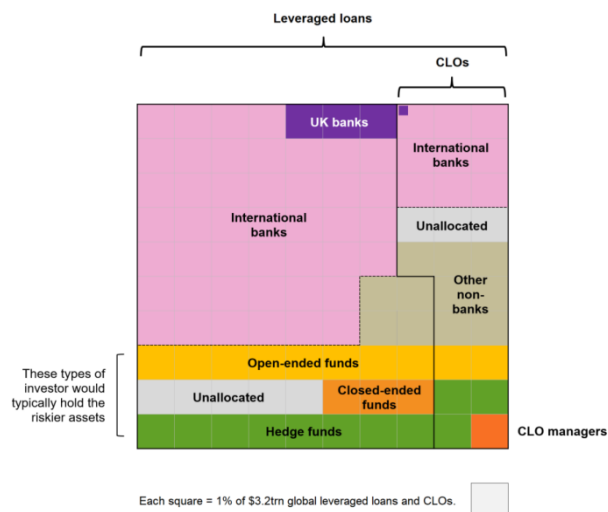 Leveraged loans
CLOs
UK banks
International
banks
International
banks
Unallocated
Other
non-
banks
Open-ended funds
These types of
investor would
typically hold the
riskier assets
Unallocated
Closed-ended
funds
Hedge funds
CLO managers
Each square = 1% of $3.2trn global leveraged loans and CLOs.